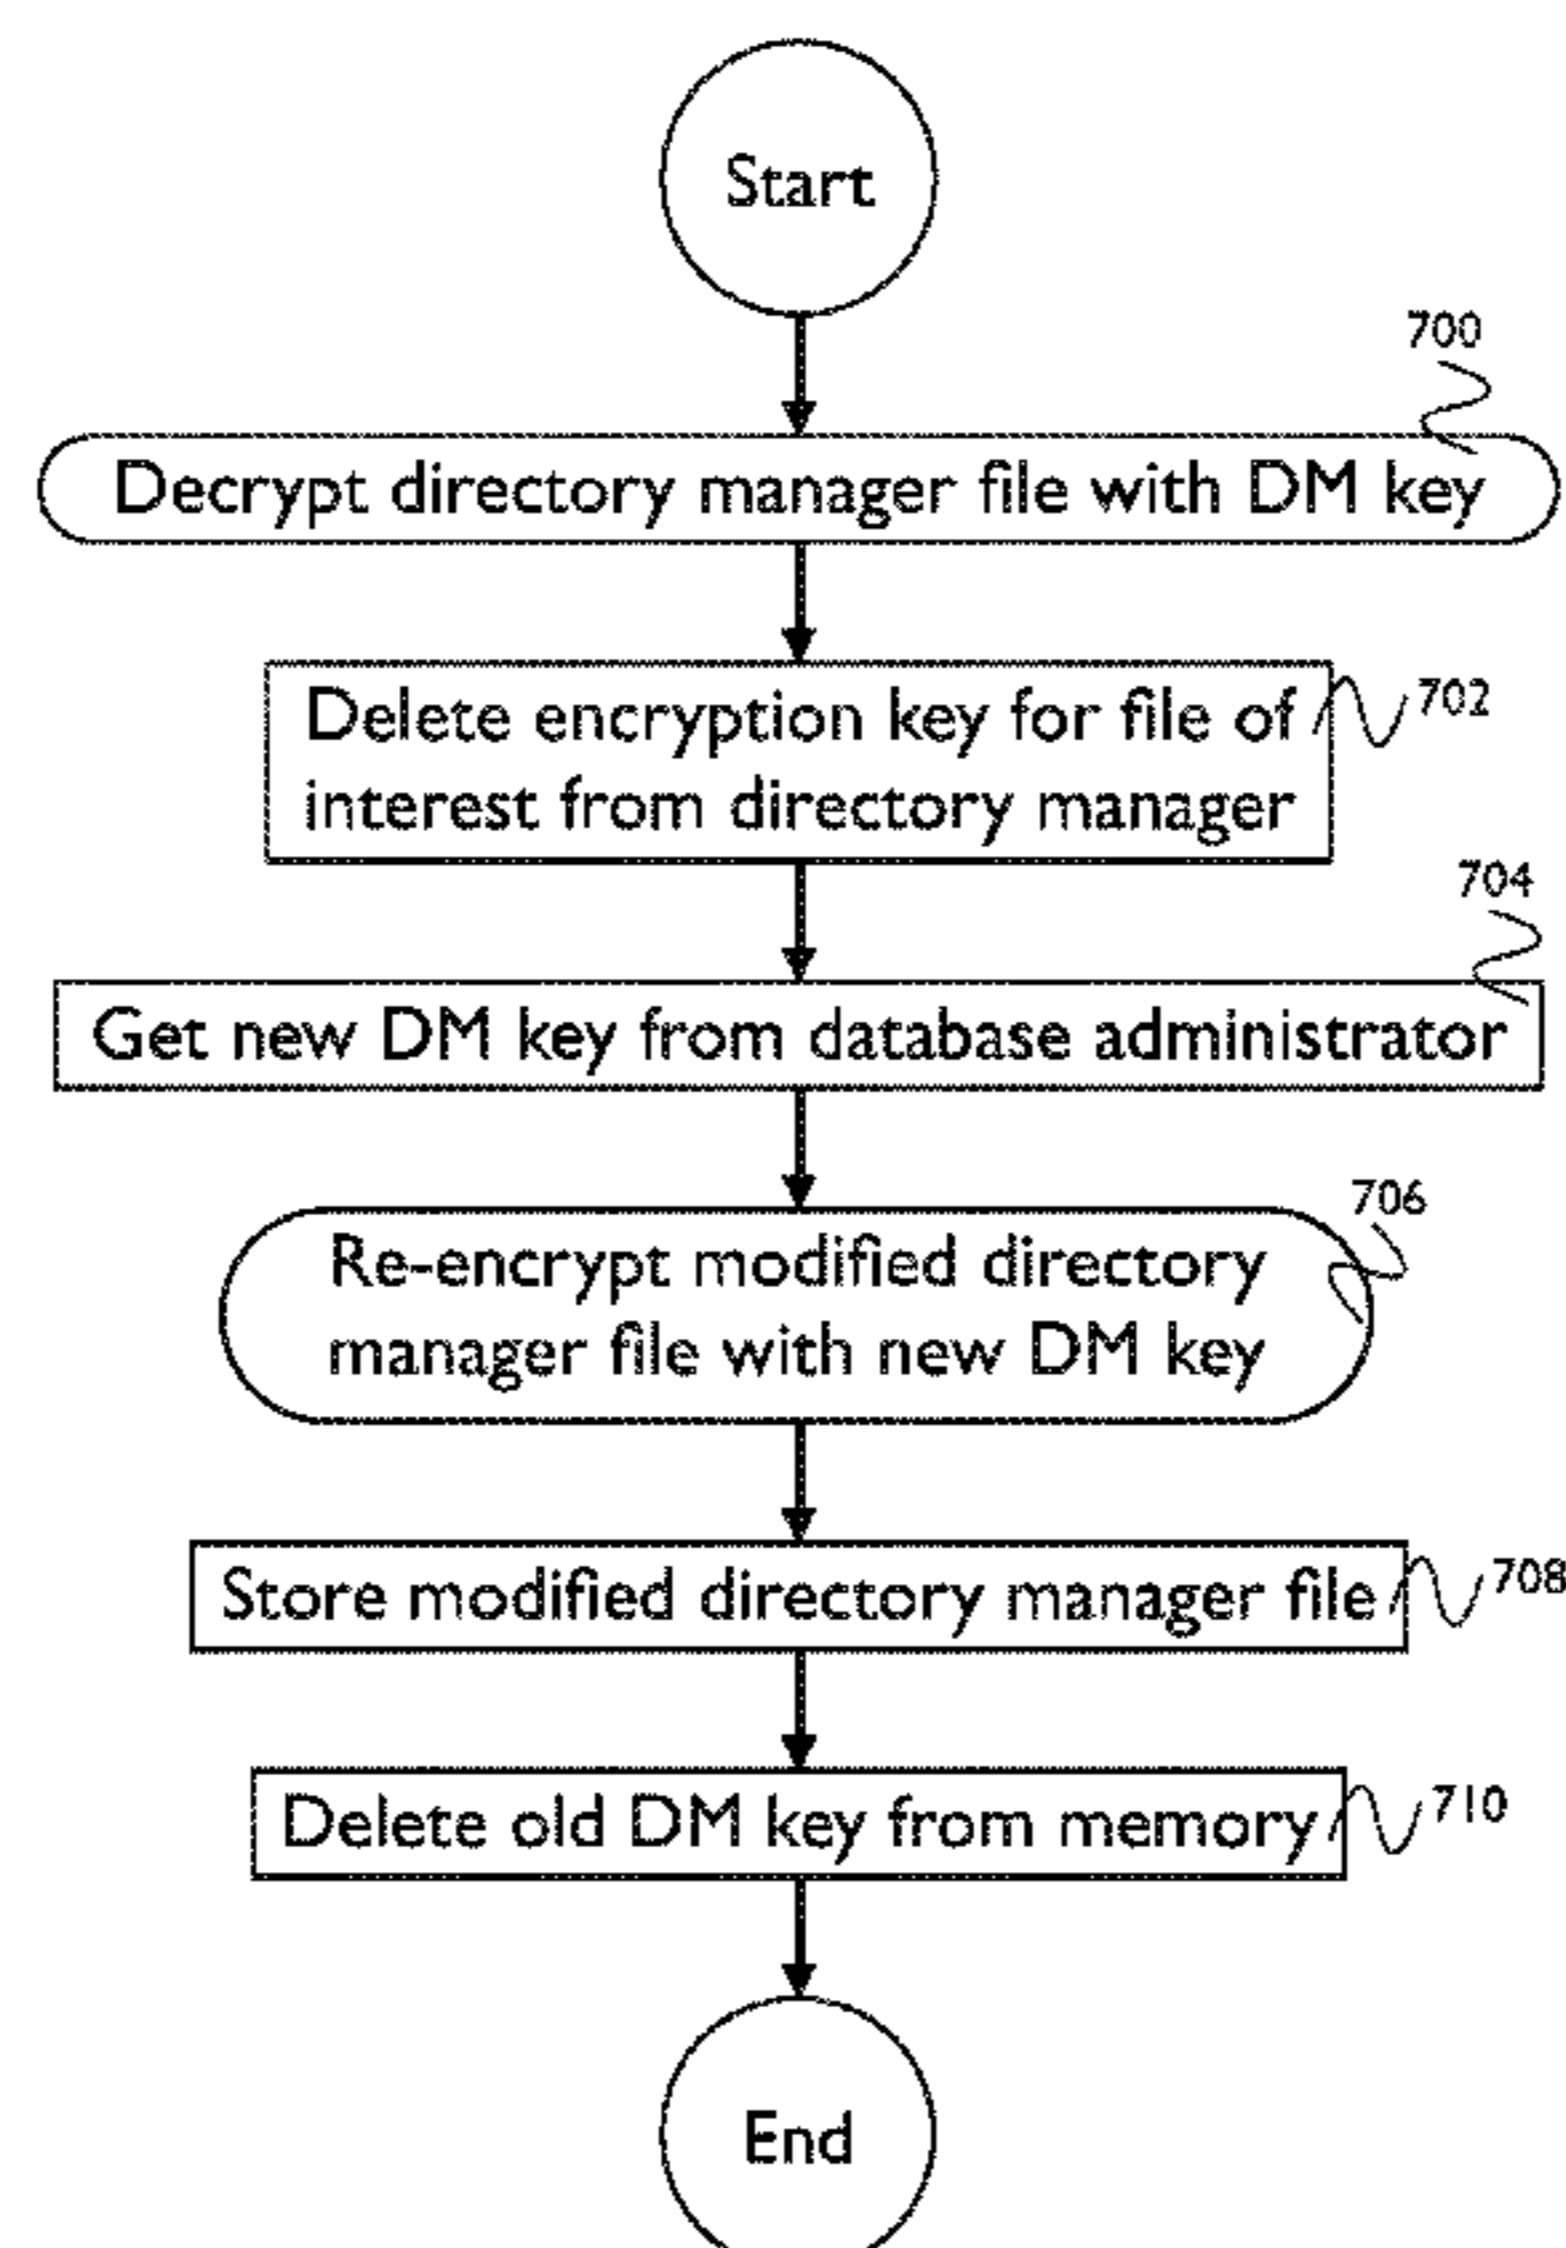 Start
700
Decrypt directory manager file with DM key
Delete encryption key for file of
interest from directory manager
702
704
Get new DM key from database administrator
706
Re-encrypt modified directory
manager file with new DM key
Store modified directory manager file
708
Delete old DM key from memory
710
End